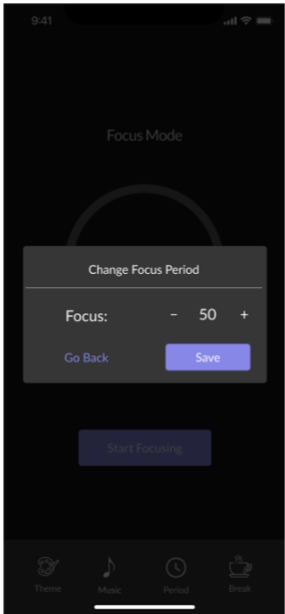 9:41
Focus Mode
Change Focus Period
Focus: – 50 +
Go Back Save
Start Focusing
Theme Music Period Break